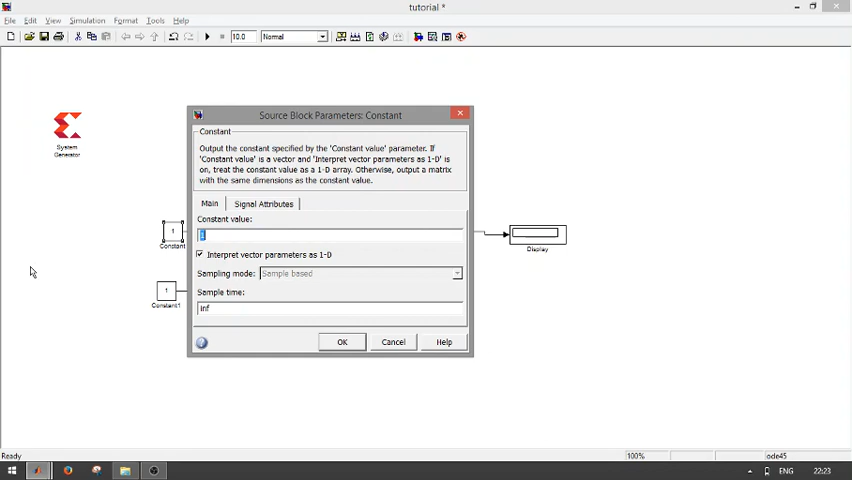 tutorial *
File Edit View Simulation Format Tools Help
10.0 Normal
System
Generator
Source Block Parameters: Constant
Constant
Output the constant specified by the 'Constant value' parameter. If
'Constant value' is a vector and 'Interpret vector parameters as 1-D' is
on, treat the constant value as a 1-D array. Otherwise, output a matrix
with the same dimensions as the constant value.
Main Signal Attributes
Constant value:
1
Interpret vector parameters as 1-D
Sampling mode: Sample based
Sample time:
inf
OK Cancel Help
1
Constant
1
Constant1
Display
Ready 100% ode45
ENG 22:23